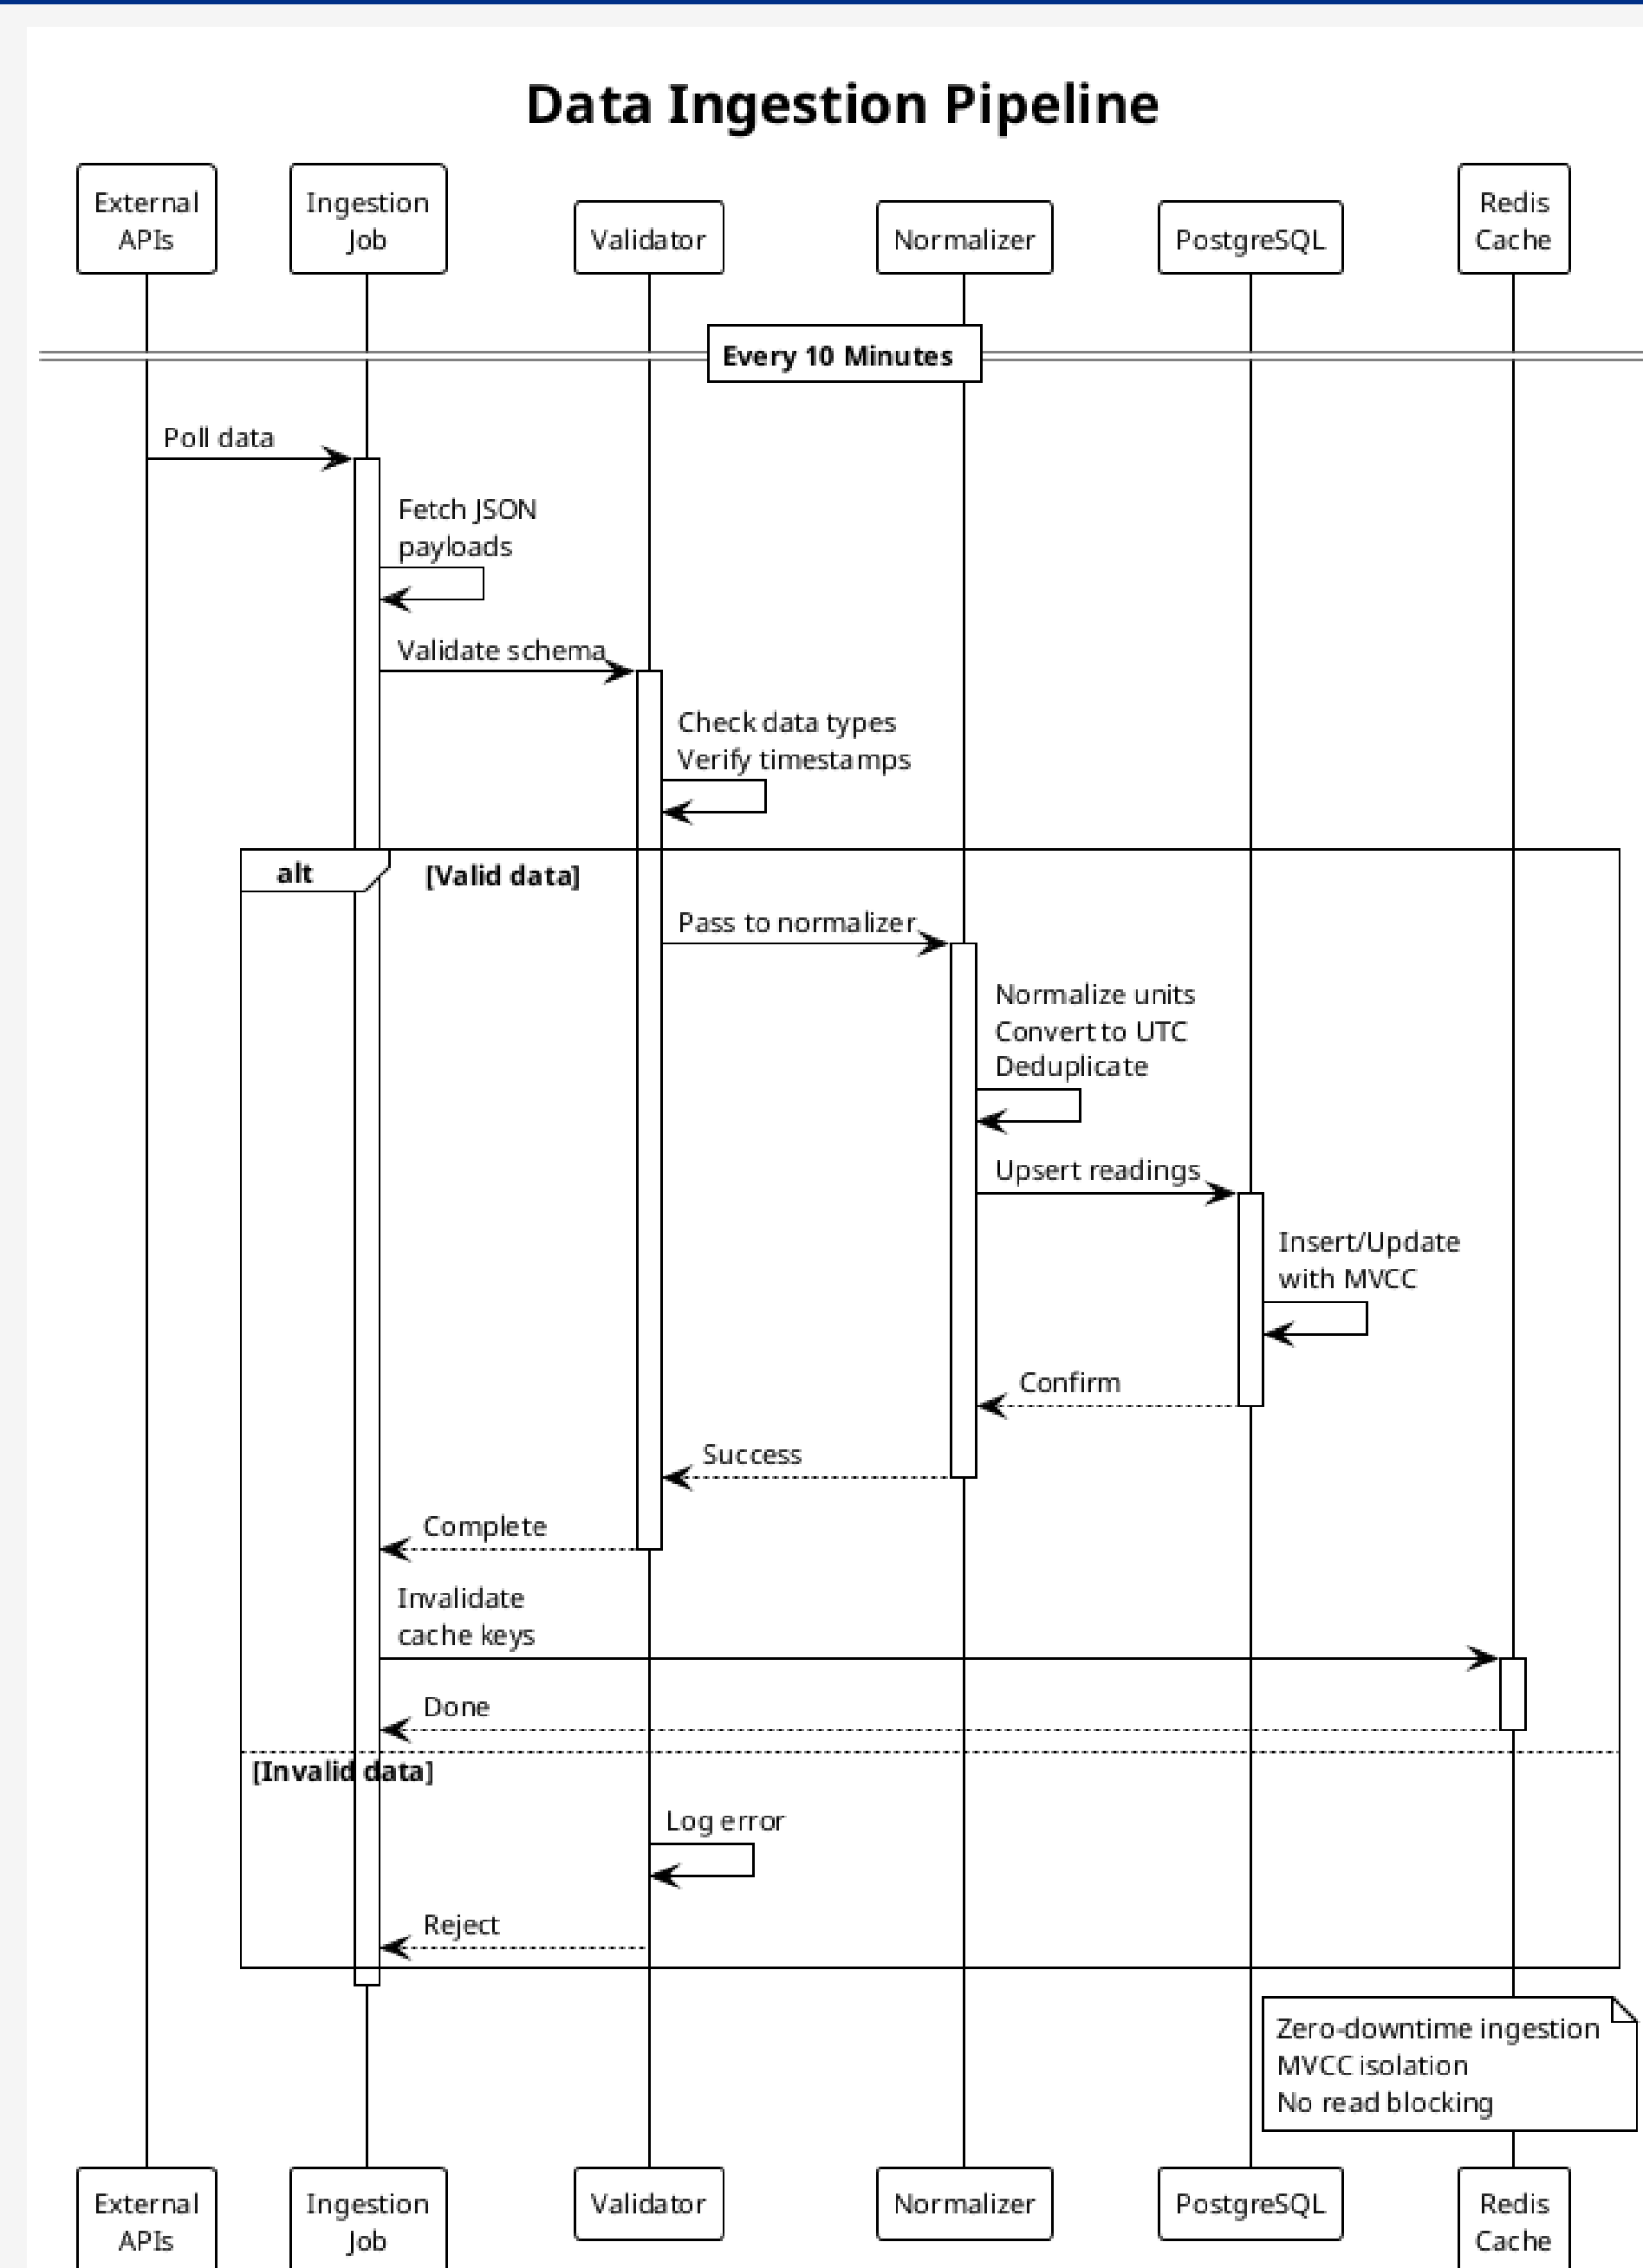 Data Ingestion Pipeline
External
APIs
Ingestion
Job
Validator
Normalizer
PostgreSQL
Redis
Cache
Every 10 Minutes
Poll data
Fetch JSON
payloads
Validate schema
Check data types
Verify timestamps
alt
[Valid data]
Pass to normalizer
Normalize units
Convert to UTC
Deduplicate
Upsert readings
Insert/Update
with MVCC
Confirm
Success
Complete
Invalidate
cache keys
Done
[Invalid data]
Log error
Reject
Zero-downtime ingestion
MVCC isolation
No read blocking
External
APIs
Ingestion
Job
Validator
Normalizer
PostgreSQL
Redis
Cache